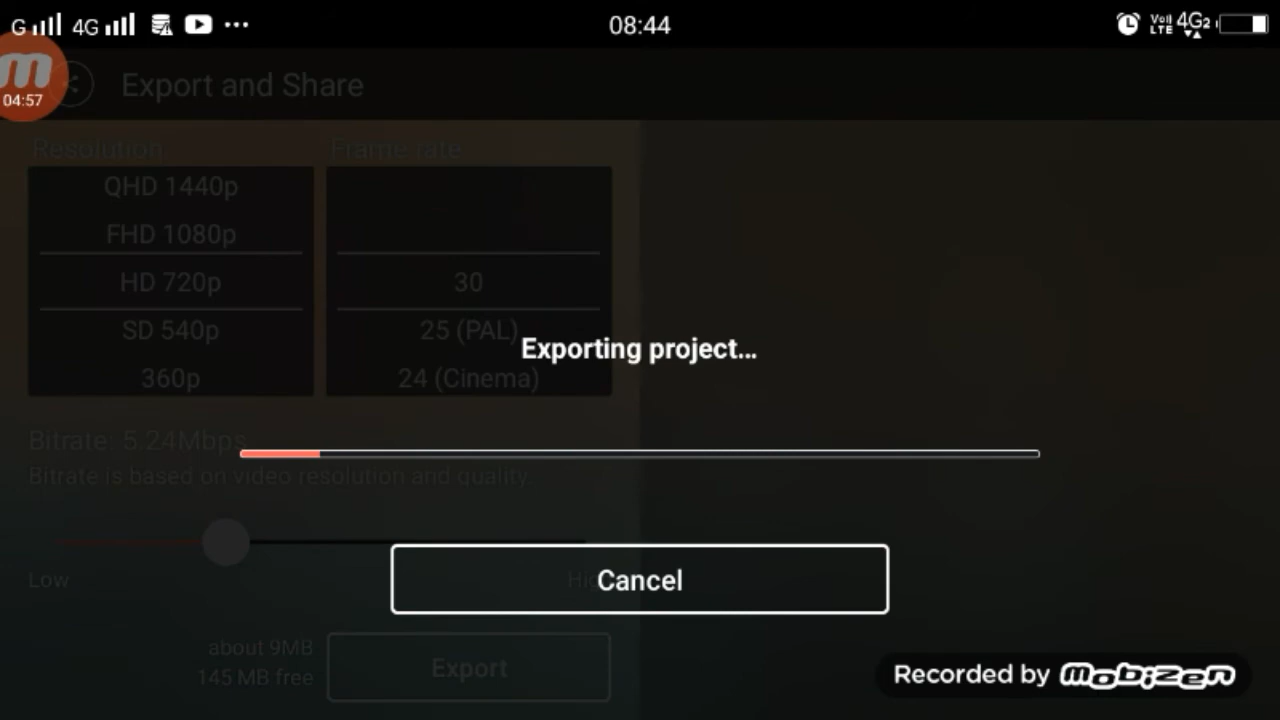 G 4G 08:44 VoLTE 4G2
m
04:57
Export and Share
Resolution
Frame rate
QHD 1440p
FHD 1080p
HD 720p
30
SD 540p
25 (PAL)
360p
24 (Cinema)
Exporting project...
Bitrate: 5.24Mbps
Bitrate is based on video resolution and quality.
Low
Hig
Cancel
about 9MB
145 MB free
Export
Recorded by mobizen